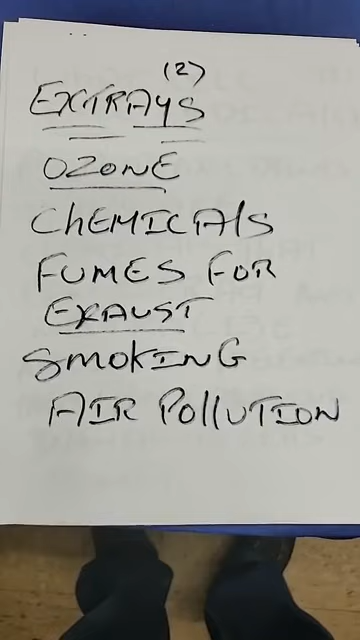 (2)
EXTRAYS
OZONE
CHEMICAlS
FUMES FOR
EXAUST
SMOKING
AIR POllUTION